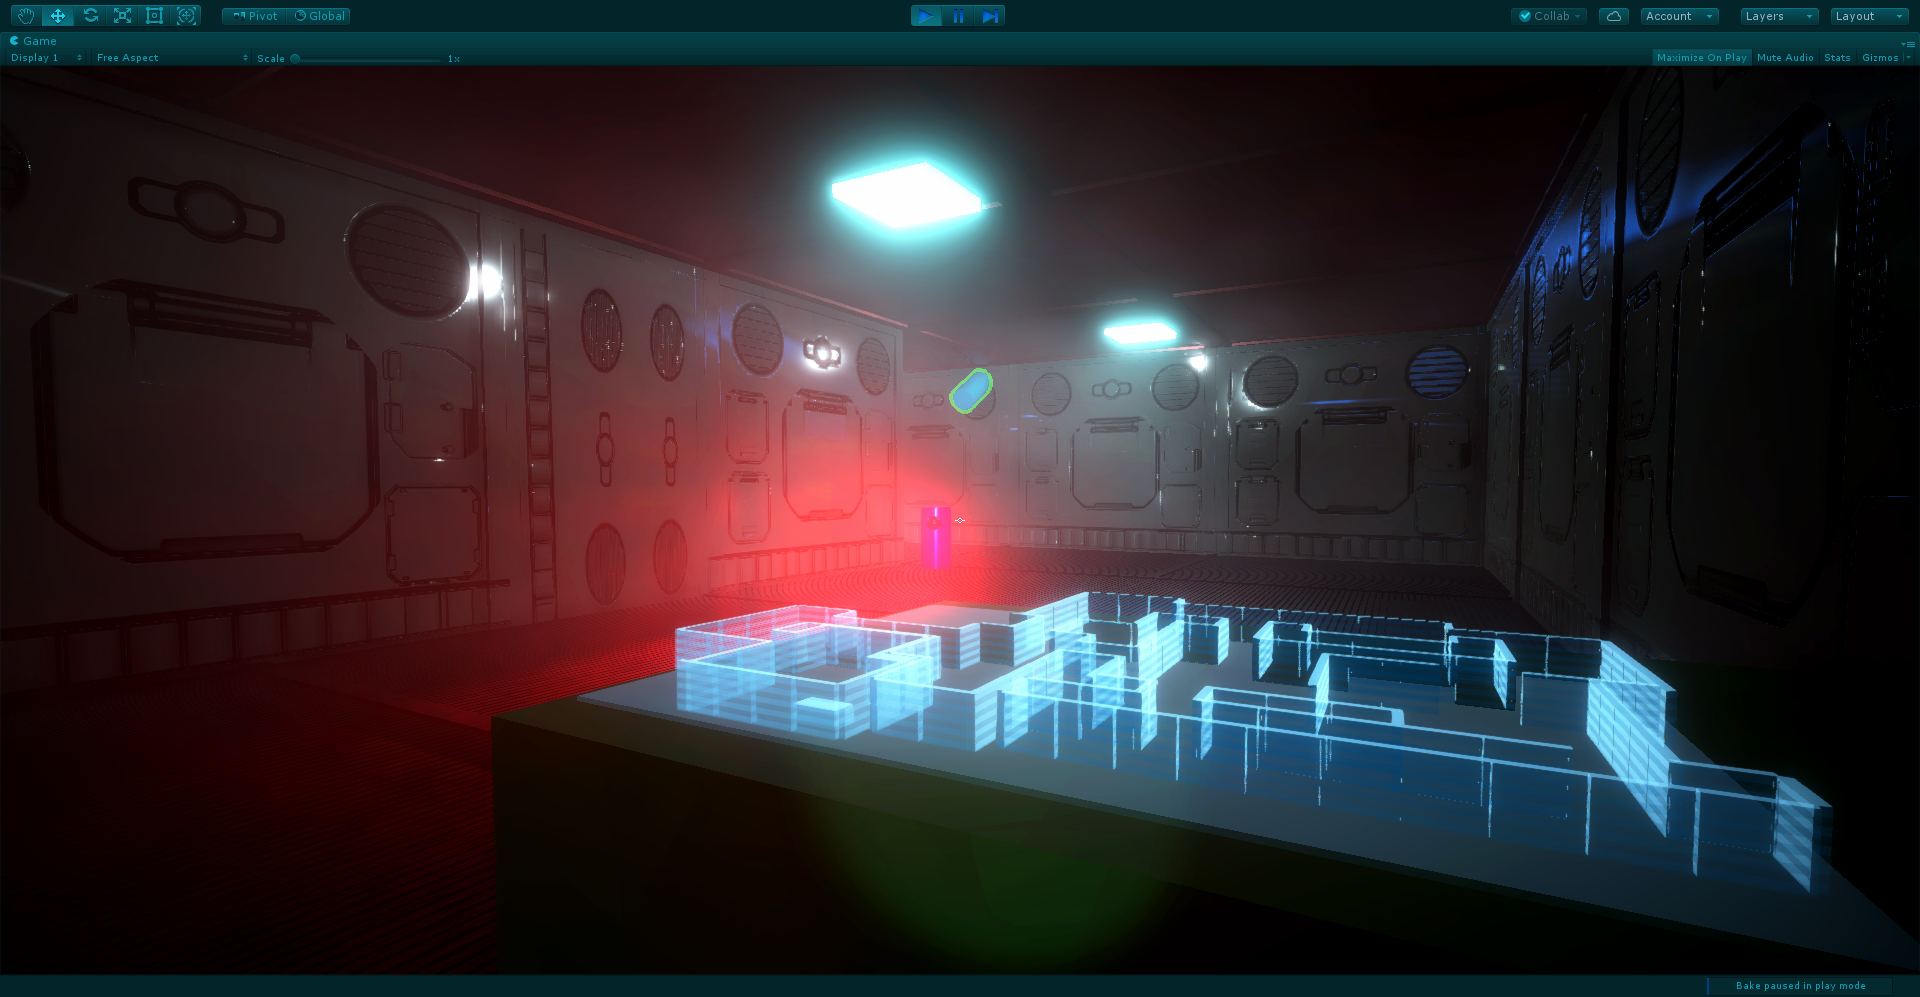 Pivot Global Collab Account Layers Layout
Game
Display 1 Free Aspect Scale 1x Maximize On Play Mute Audio Stats Gizmos
Bake paused in play mode